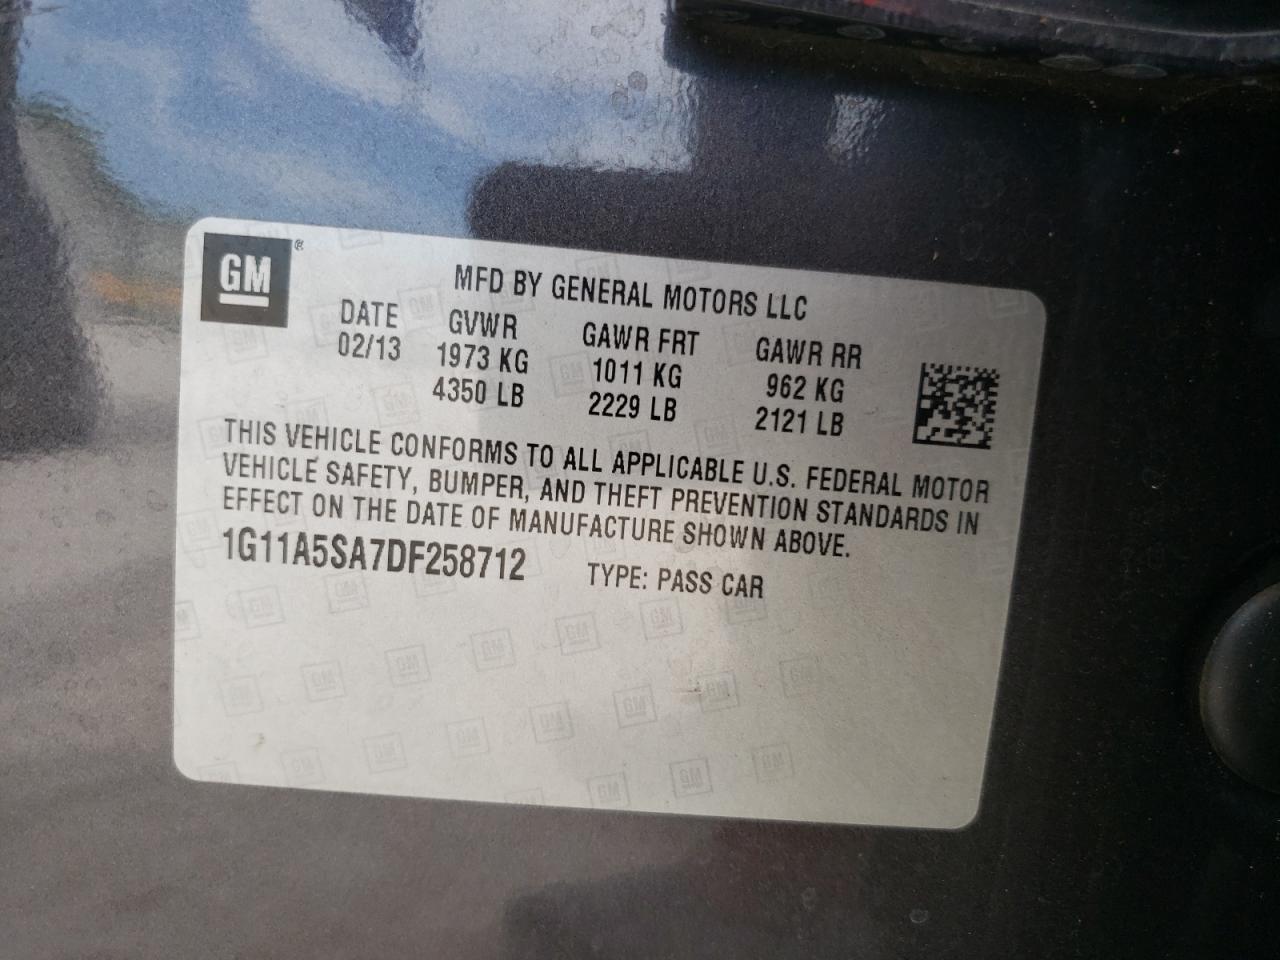 GM ®
MFD BY GENERAL MOTORS LLC
DATE GVWR GAWR FRT GAWR RR
02/13 1973 KG 1011 KG 962 KG
4350 LB 2229 LB 2121 LB
THIS VEHICLE CONFORMS TO ALL APPLICABLE U.S. FEDERAL MOTOR
VEHICLE SAFETY, BUMPER, AND THEFT PREVENTION STANDARDS IN
EFFECT ON THE DATE OF MANUFACTURE SHOWN ABOVE.
1G11A5SA7DF258712 TYPE: PASS CAR